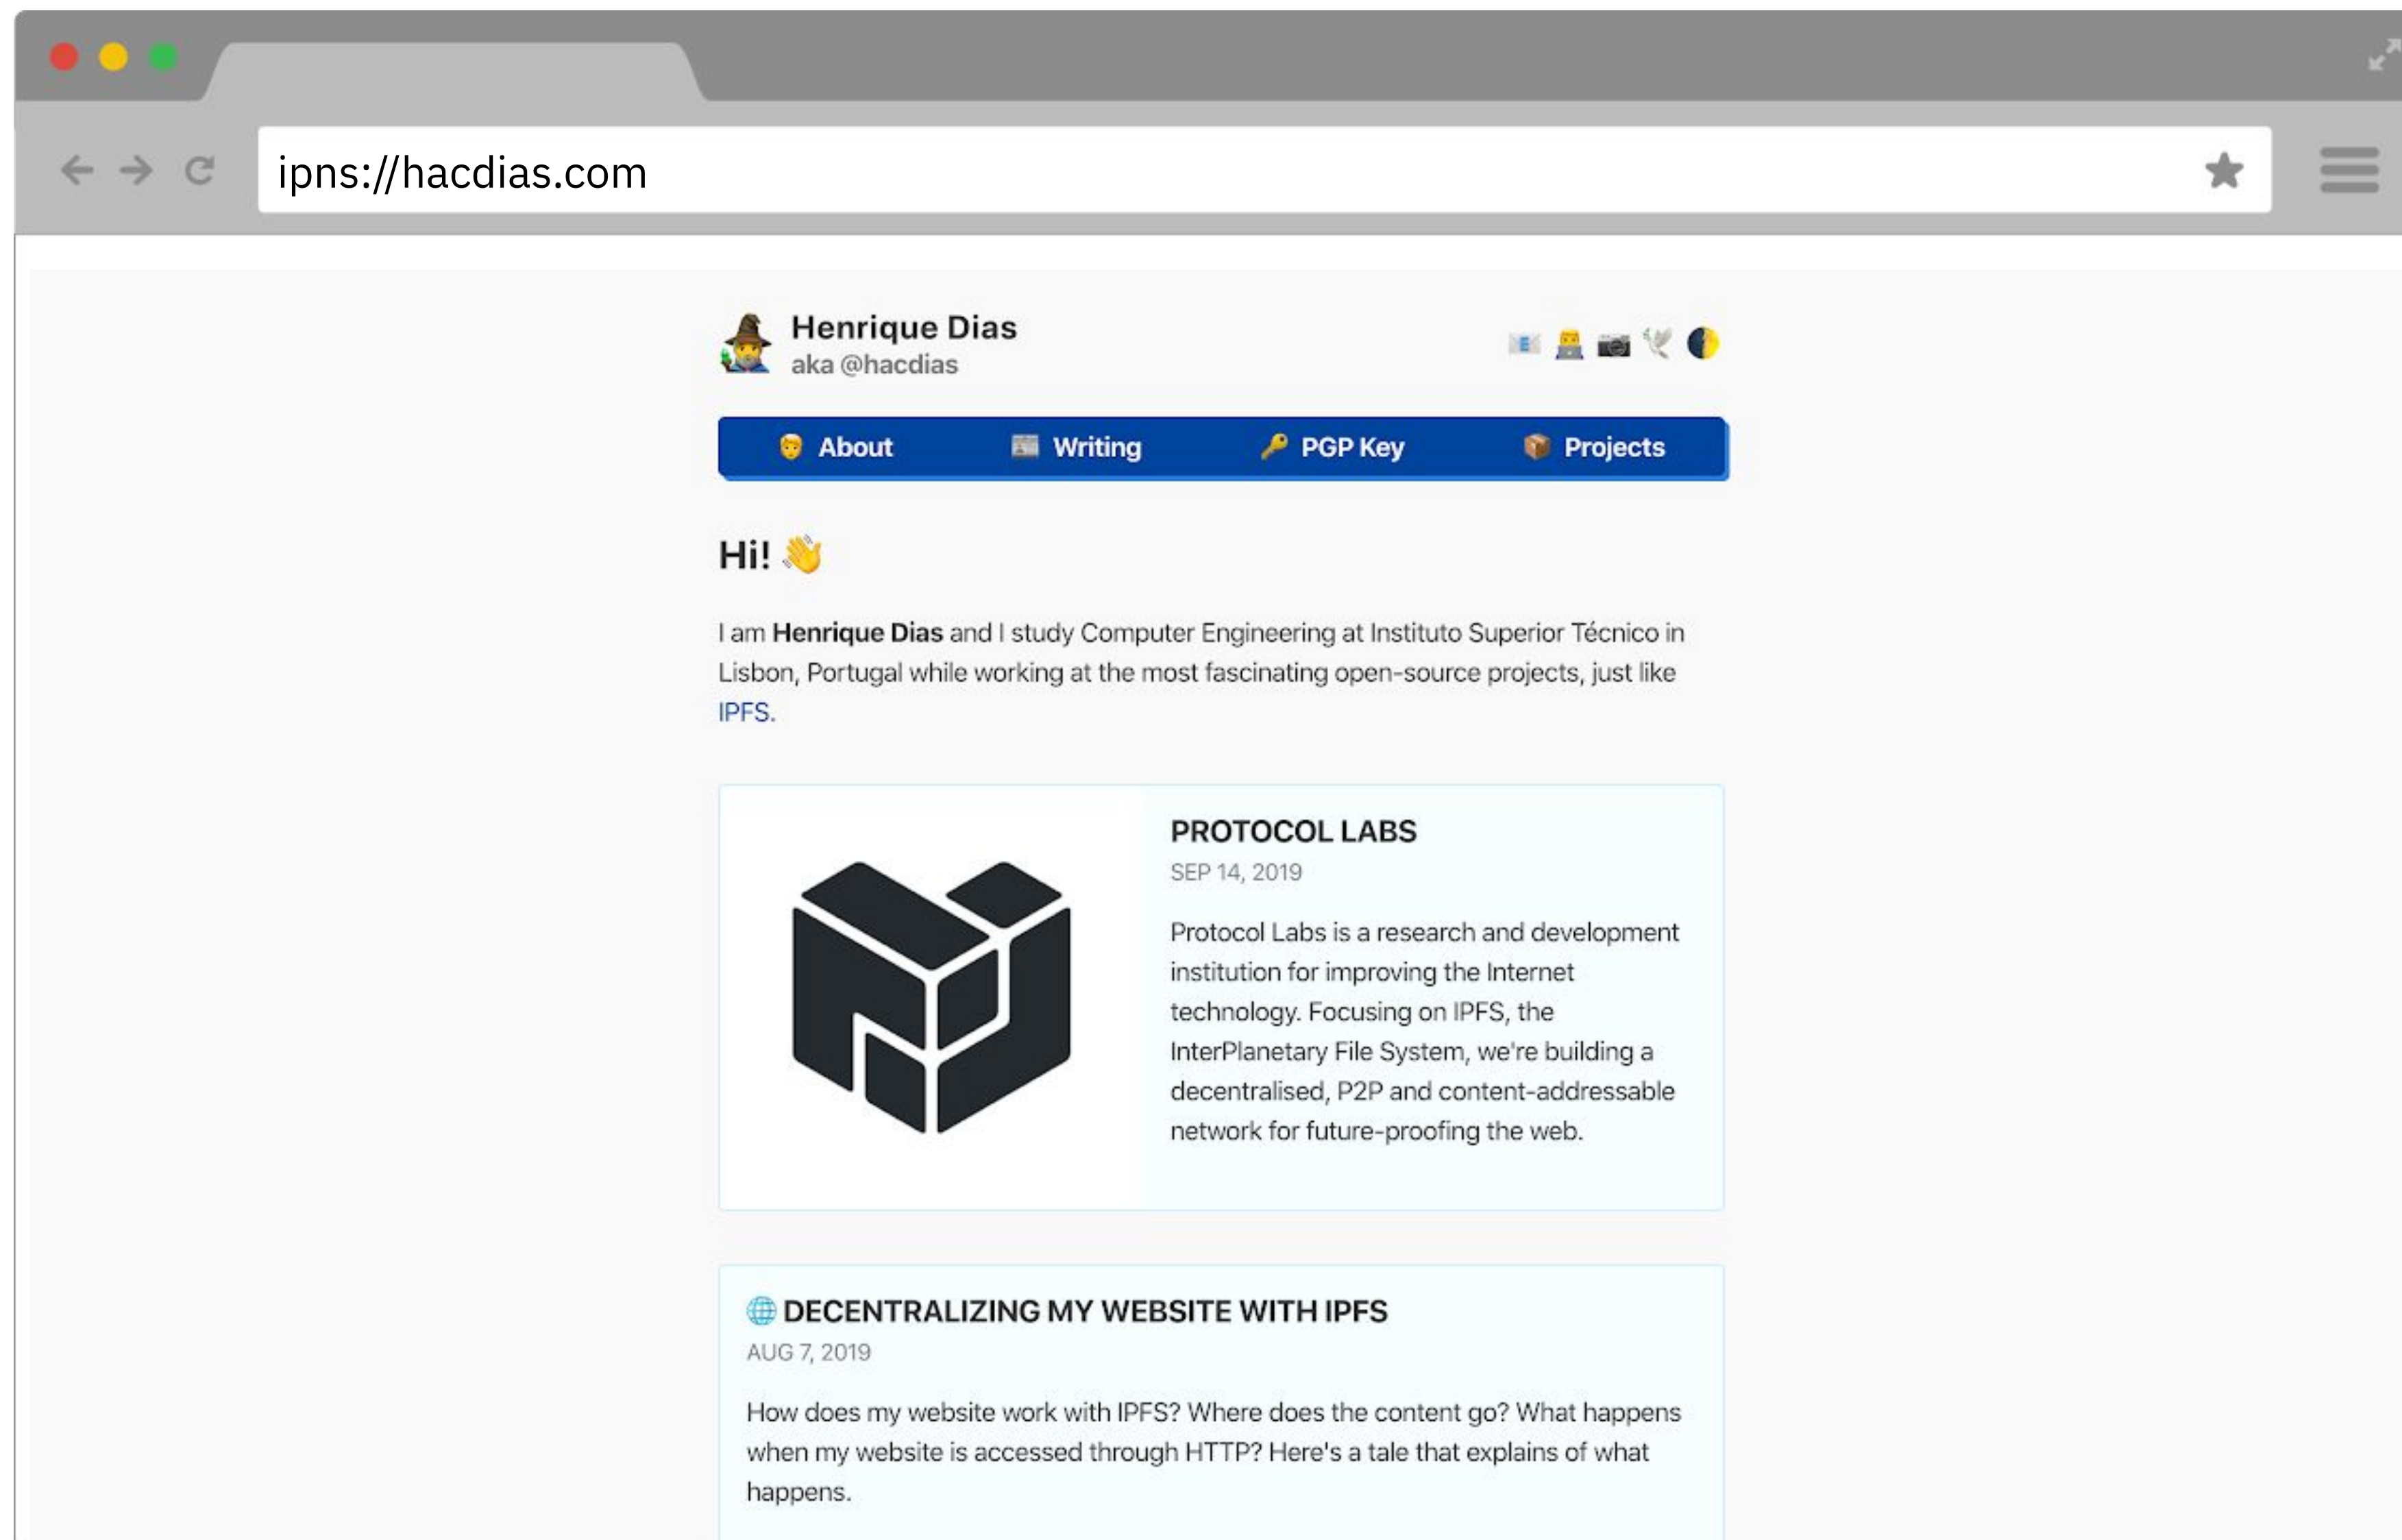 ipns://hacdias.com
Henrique Dias
aka @hacdias
About Writing PGP Key Projects
Hi!
I am Henrique Dias and I study Computer Engineering at Instituto Superior Técnico in
Lisbon, Portugal while working at the most fascinating open-source projects, just like
IPFS.
PROTOCOL LABS
SEP 14, 2019
Protocol Labs is a research and development
institution for improving the Internet
technology. Focusing on IPFS, the
InterPlanetary File System, we're building a
decentralised, P2P and content-addressable
network for future-proofing the web.
DECENTRALIZING MY WEBSITE WITH IPFS
AUG 7, 2019
How does my website work with IPFS? Where does the content go? What happens
when my website is accessed through HTTP? Here's a tale that explains of what
happens.